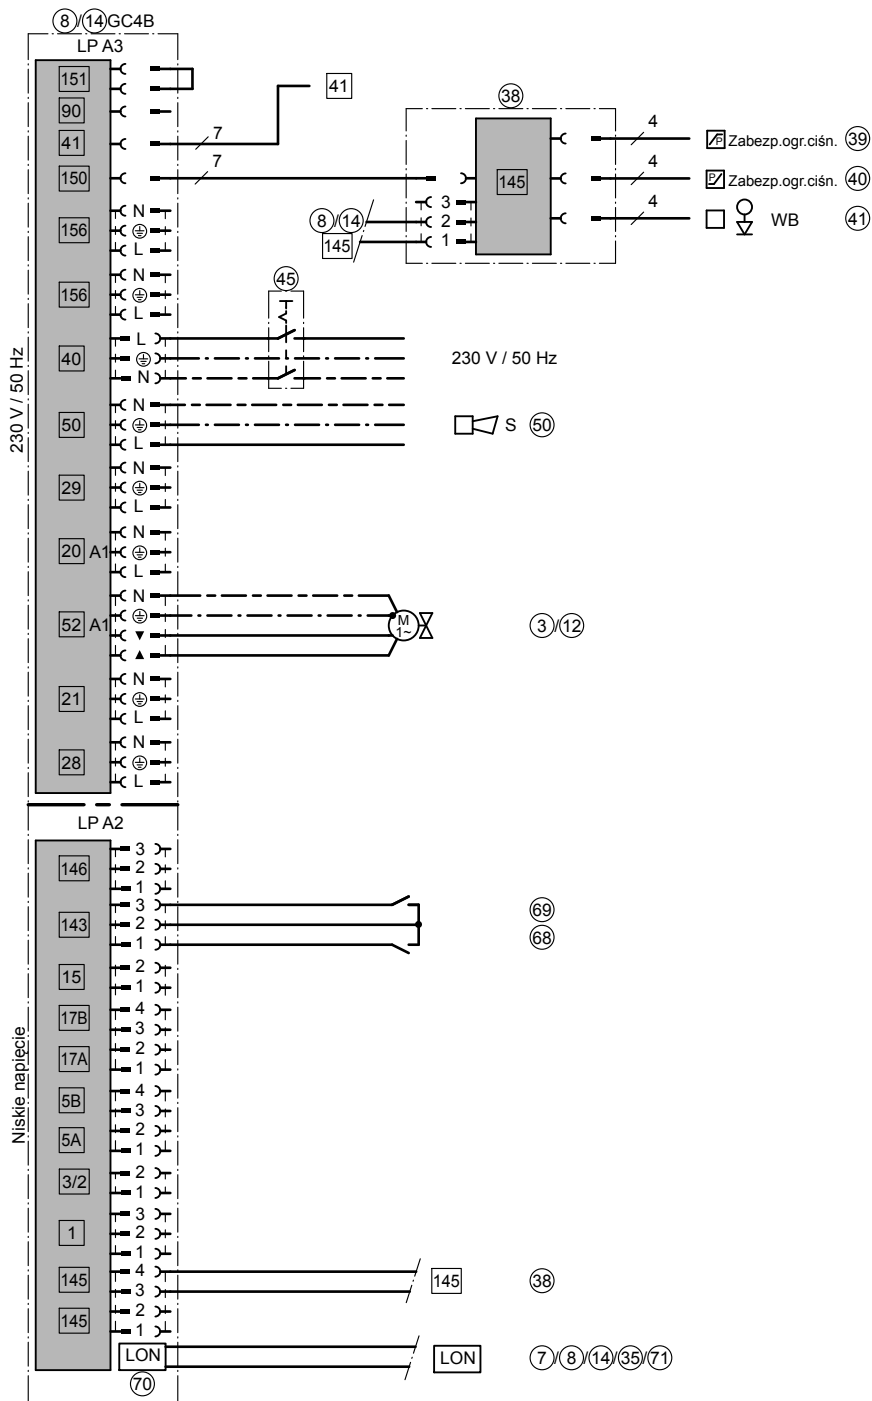 8/14 GC4B
LP A3
151
90
41
7
41
150
7
38
145
4
P Zabezp.ogr.ciśn. 39
4
P Zabezp.ogr.ciśn. 40
4
WB 41
3
2
1
8/14
145
156
N
L
156
N
L
45
230 V / 50 Hz
40
L
N
230 V / 50 Hz
50
N
L
S 50
29
N
L
20 A1
N
L
52 A1
N
▼
▲
M
1~
3/12
21
N
L
28
N
L
LP A2
Niskie napięcie
146
3
2
1
143
3
2
1
69
68
15
2
1
17B
4
3
17A
2
1
5B
4
3
5A
2
1
3/2
2
1
1
3
2
1
145
4
3
145
38
145
2
1
LON
LON
7/8/14/35/71
70